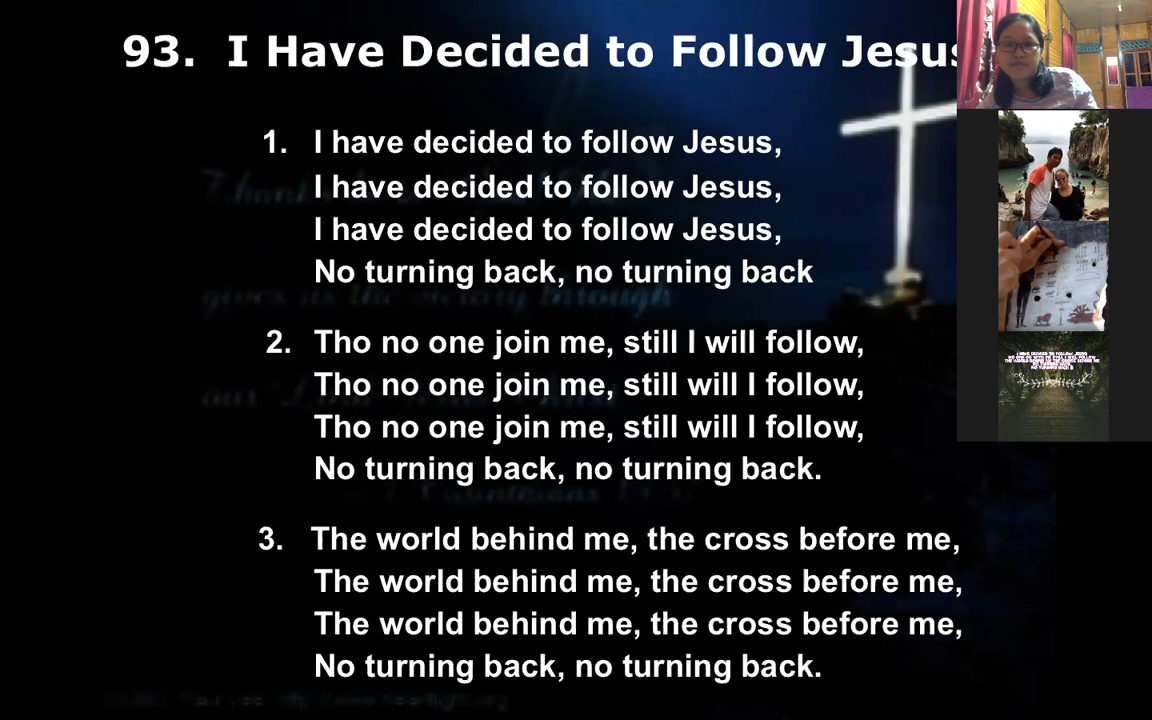 93. I Have Decided to Follow Jesus
1. I have decided to follow Jesus,
I have decided to follow Jesus,
I have decided to follow Jesus,
No turning back, no turning back
2. Tho no one join me, still I will follow,
Tho no one join me, still will I follow,
Tho no one join me, still will I follow,
No turning back, no turning back.
3. The world behind me, the cross before me,
The world behind me, the cross before me,
The world behind me, the cross before me,
No turning back, no turning back.